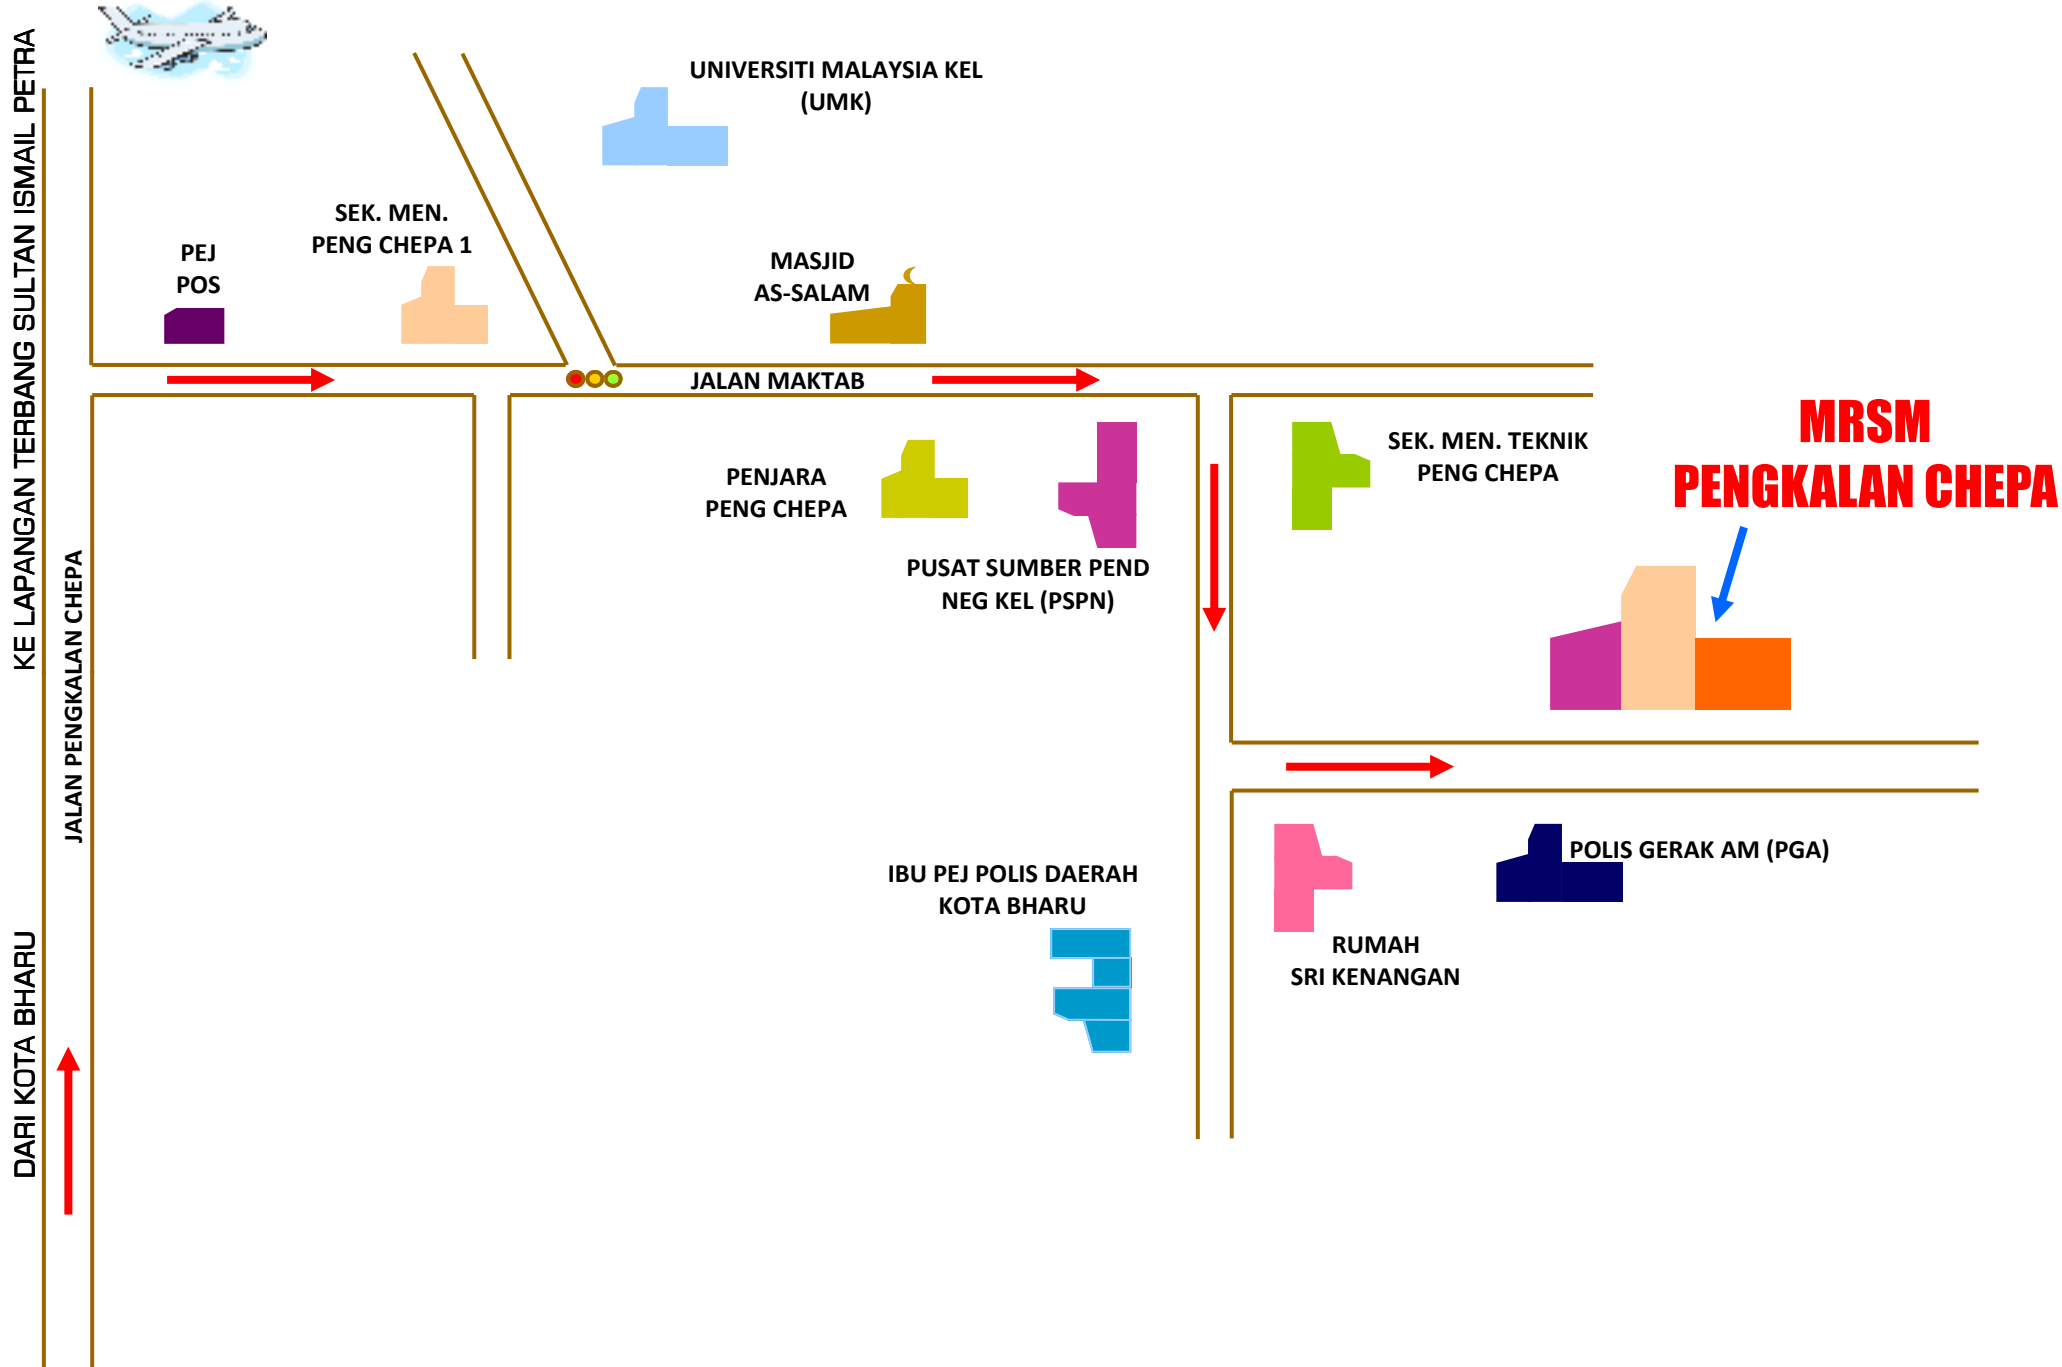 KE LAPANGAN TERBANG SULTAN ISMAIL PETRA
UNIVERSITI MALAYSIA KEL
(UMK)
SEK. MEN.
PENG CHEPA 1
PEJ
POS
MASJID
AS-SALAM
JALAN MAKTAB
MRSM
PENGKALAN CHEPA
SEK. MEN. TEKNIK
PENG CHEPA
PENJARA
PENG CHEPA
PUSAT SUMBER PEND
NEG KEL (PSPN)
JALAN PENGKALAN CHEPA
POLIS GERAK AM (PGA)
IBU PEJ POLIS DAERAH
KOTA BHARU
RUMAH
SRI KENANGAN
DARI KOTA BHARU